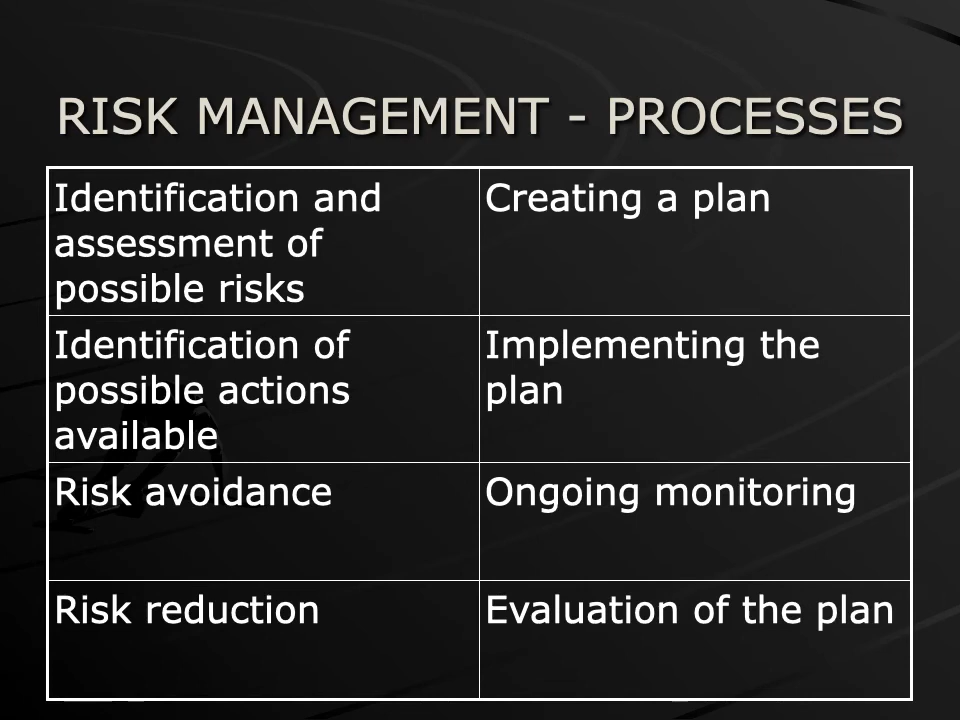 RISK MANAGEMENT - PROCESSES
Identification and
assessment of
possible risks
Creating a plan
Identification of
possible actions
available
Implementing the
plan
Risk avoidance
Ongoing monitoring
Risk reduction
Evaluation of the plan